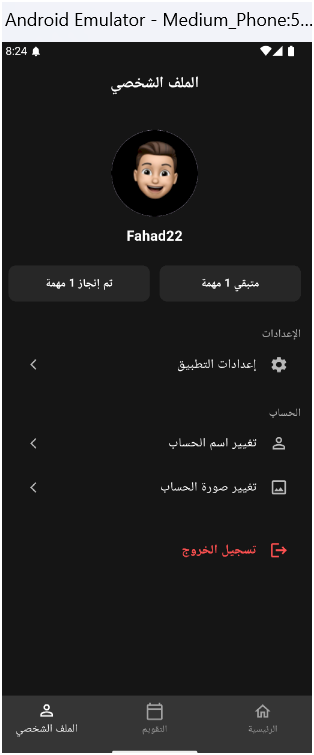 Android Emulator - Medium_Phone:5...
8:24
الملف الشخصي
Fahad22
متبقي 1 مهمة
تم إنجاز 1 مهمة
الإعدادات
إعدادات التطبيق
الحساب
تغيير اسم الحساب
تغيير صورة الحساب
تسجيل الخروج
الرئيسية
التقويم
الملف الشخصي